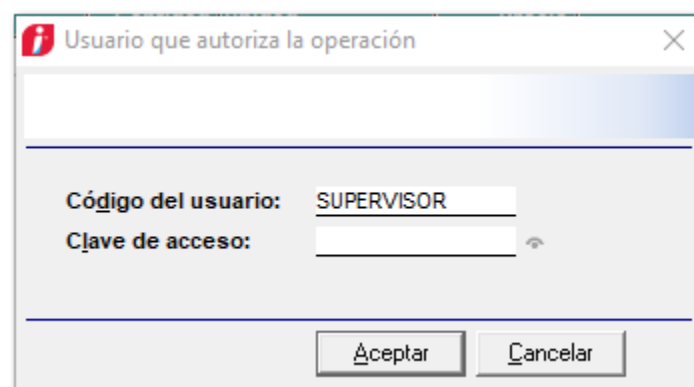 Usuario que autoriza la operación
Código del usuario: SUPERVISOR
Clave de acceso:
Aceptar Cancelar